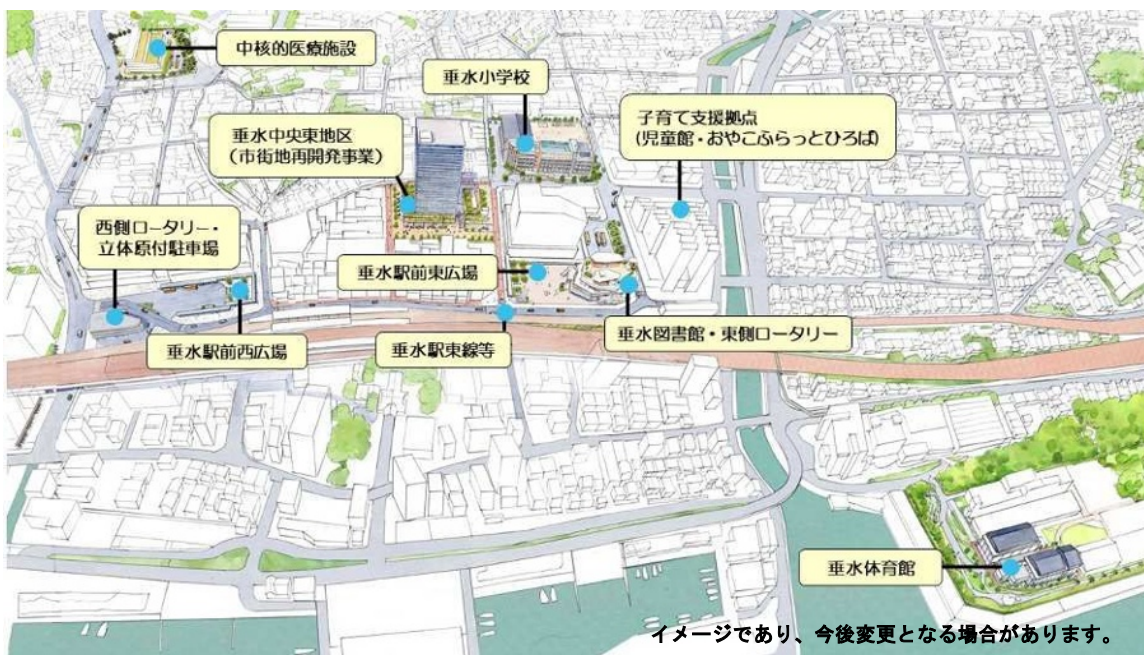 中核的医療施設
垂水小学校
子育て支援拠点
(児童館・おやこふらっとひろば)
垂水中央東地区
(市街地再開発事業)
西側ロータリー・
立体原付駐車場
垂水駅前東広場
垂水駅前西広場
垂水駅東線等
垂水図書館・東側ロータリー
垂水体育館
イメージであり、今後変更となる場合があります。